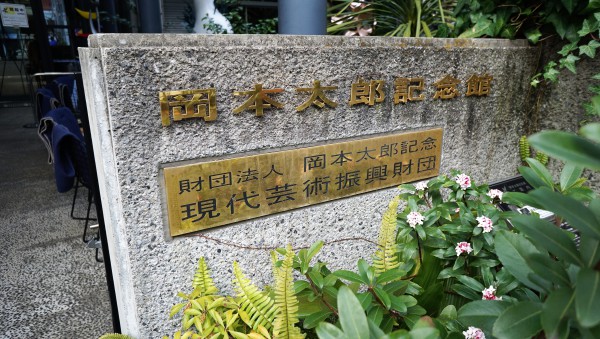 岡本太郎記念館
財団法人 岡本太郎記念
現代芸術振興財団